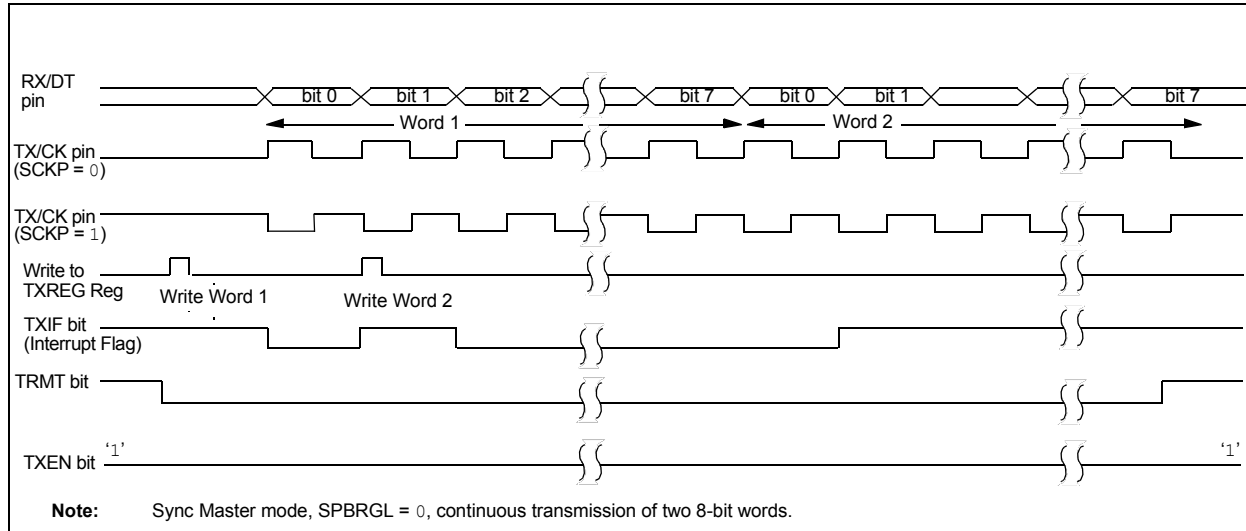 RX/DT
pin
bit 0 bit 1 bit 2 bit 7 bit 0 bit 1 bit 7
Word 1 Word 2
TX/CK pin
(SCKP = 0)
TX/CK pin
(SCKP = 1)
Write to
TXREG Reg
Write Word 1 Write Word 2
TXIF bit
(Interrupt Flag)
TRMT bit
TXEN bit ‘1’ ‘1’
Note: Sync Master mode, SPBRGL = 0, continuous transmission of two 8-bit words.